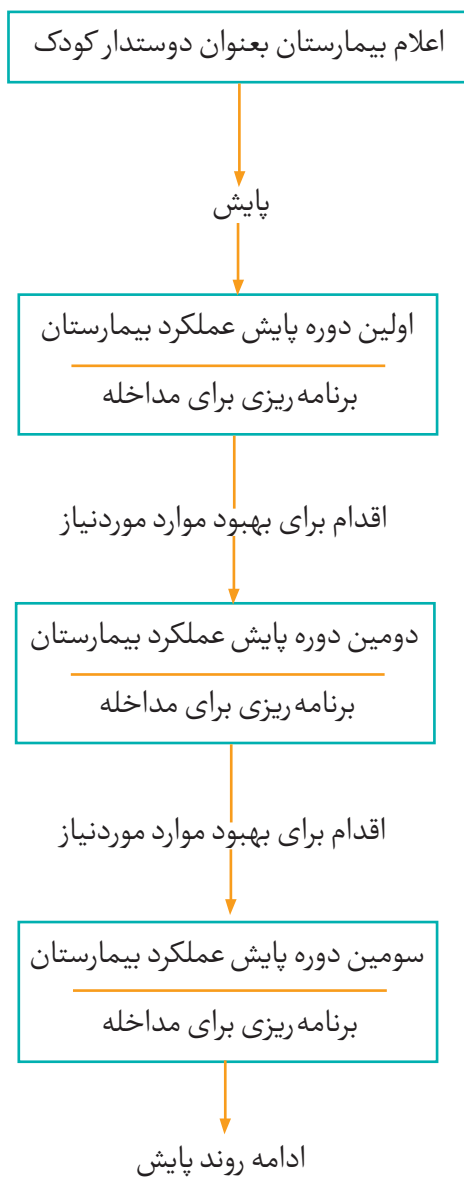 اعلام بیمارستان بعنوان دوستدار کودک
پایش
اولین دوره پایش عملکرد بیمارستان
برنامه‌ریزی برای مداخله
اقدام برای بهبود موارد موردنیاز
دومین دوره پایش عملکرد بیمارستان
برنامه‌ریزی برای مداخله
اقدام برای بهبود موارد موردنیاز
سومین دوره پایش عملکرد بیمارستان
برنامه‌ریزی برای مداخله
ادامه روند پایش